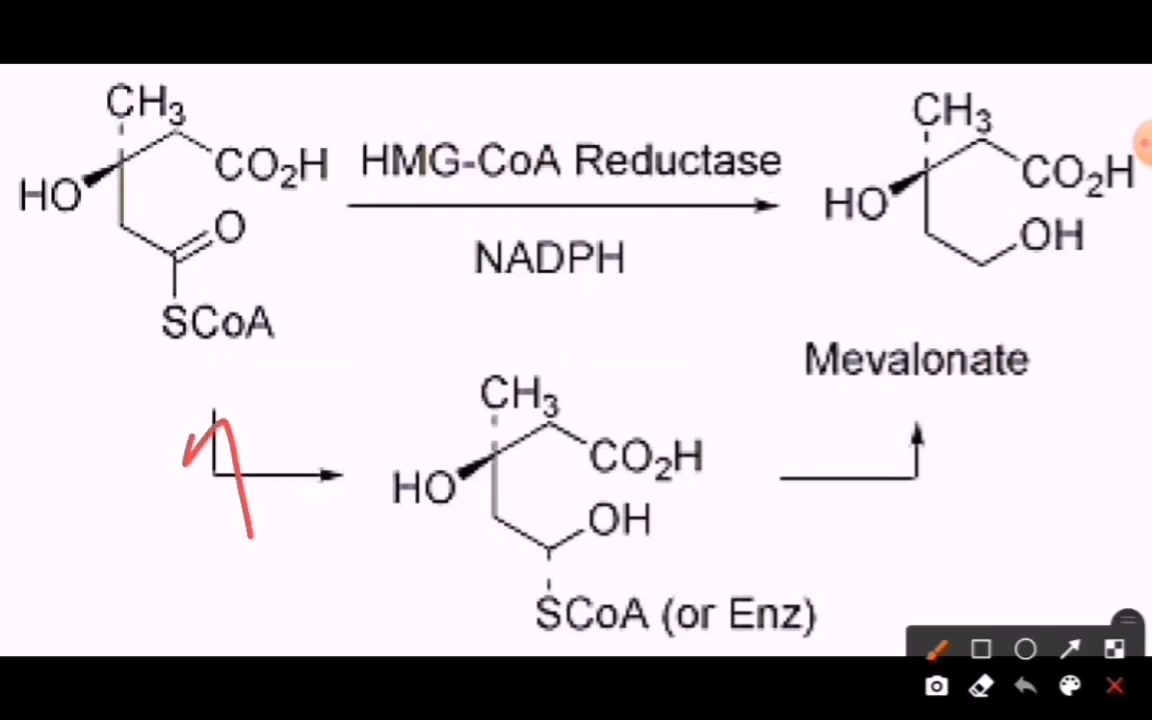 CH3
HO CO2H
O
SCoA
HMG-CoA Reductase
NADPH
CH3
HO CO2H
OH
Mevalonate
CH3
HO CO2H
OH
SCoA (or Enz)